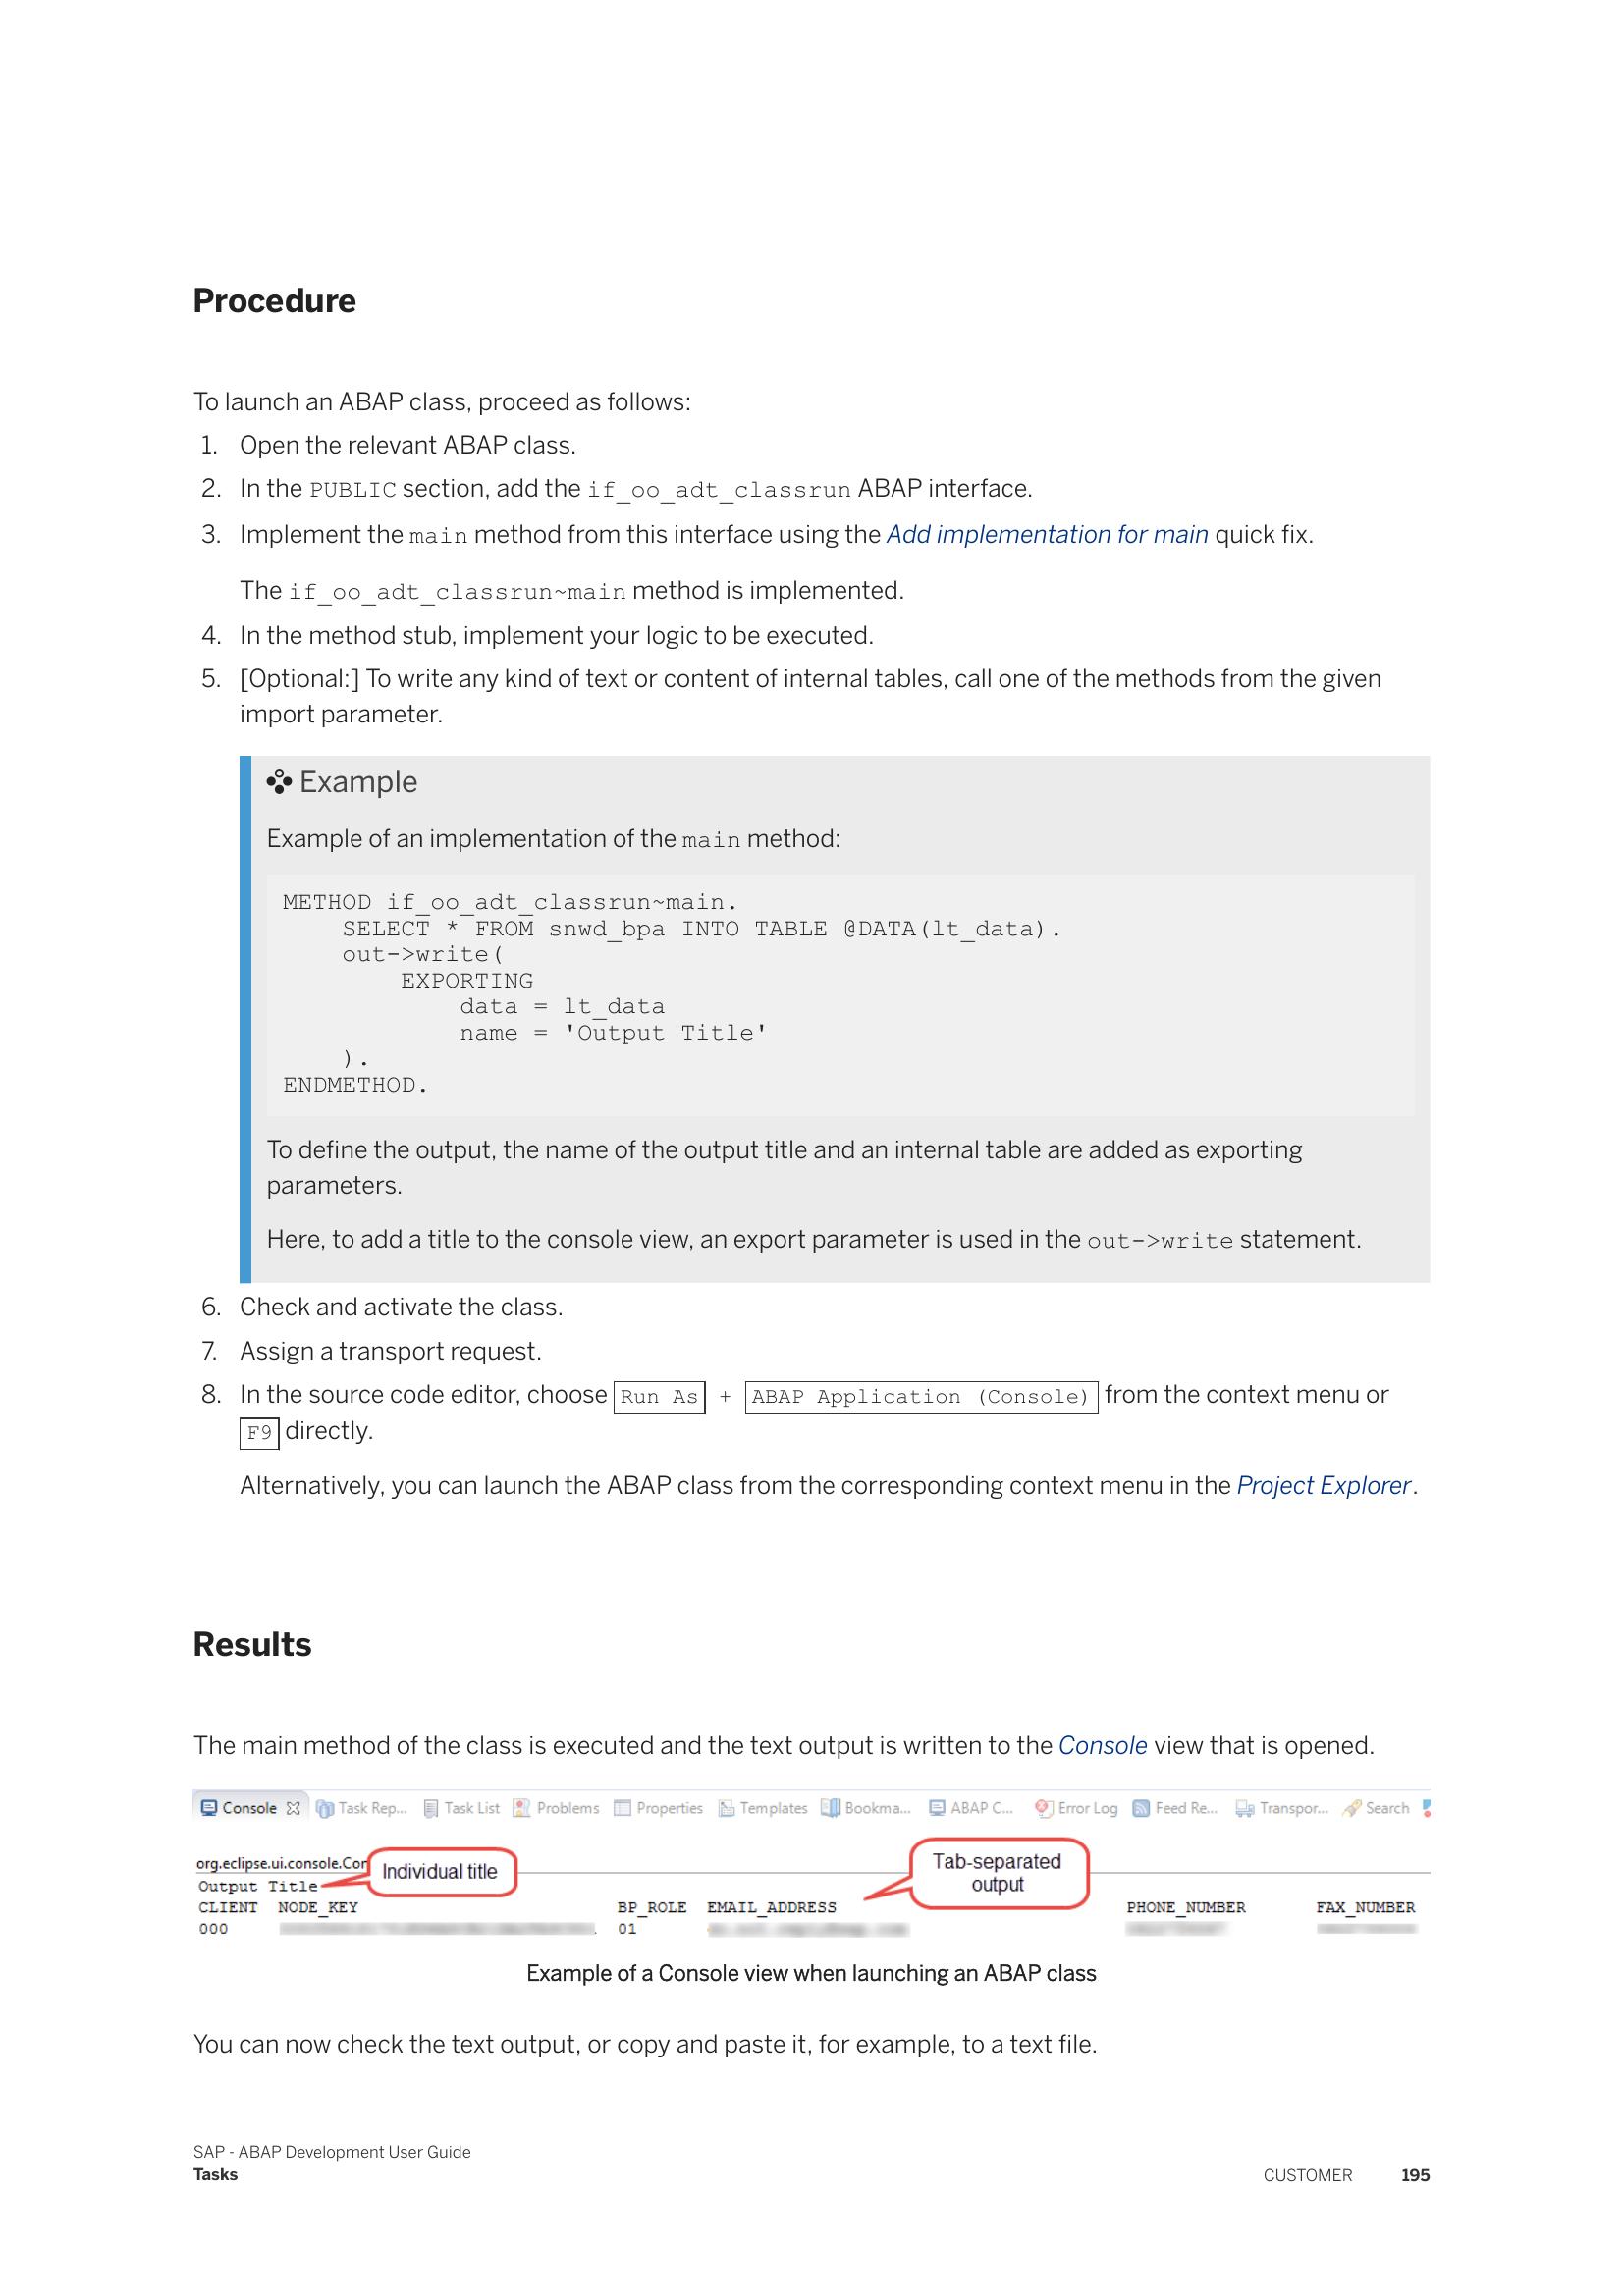 Procedure
To launch an ABAP class, proceed as follows:
1. Open the relevant ABAP class.
2. In the PUBLIC section, add the if_oo_adt_classrun ABAP interface.
3. Implement the main method from this interface using the Add implementation for main quick fix.
The if_oo_adt_classrun~main method is implemented.
4. In the method stub, implement your logic to be executed.
5. [Optional:] To write any kind of text or content of internal tables, call one of the methods from the given
import parameter.
Example
Example of an implementation of the main method:
METHOD if_oo_adt_classrun~main.
    SELECT * FROM snwd_bpa INTO TABLE @DATA(lt_data).
    out->write(
        EXPORTING
            data = lt_data
            name = 'Output Title'
    ).
ENDMETHOD.
To define the output, the name of the output title and an internal table are added as exporting
parameters.
Here, to add a title to the console view, an export parameter is used in the out->write statement.
6. Check and activate the class.
7. Assign a transport request.
8. In the source code editor, choose Run As + ABAP Application (Console) from the context menu or
F9 directly.
Alternatively, you can launch the ABAP class from the corresponding context menu in the Project Explorer.
Results
The main method of the class is executed and the text output is written to the Console view that is opened.
Console Task Rep... Task List Problems Properties Templates Bookma... ABAP C... Error Log Feed Re... Transpor... Search
org.eclipse.ui.console.Con Individual title Tab-separated
output
Output Title
CLIENT NODE_KEY BP_ROLE EMAIL_ADDRESS PHONE_NUMBER FAX_NUMBER
000 01
Example of a Console view when launching an ABAP class
You can now check the text output, or copy and paste it, for example, to a text file.
SAP - ABAP Development User Guide
Tasks CUSTOMER 195